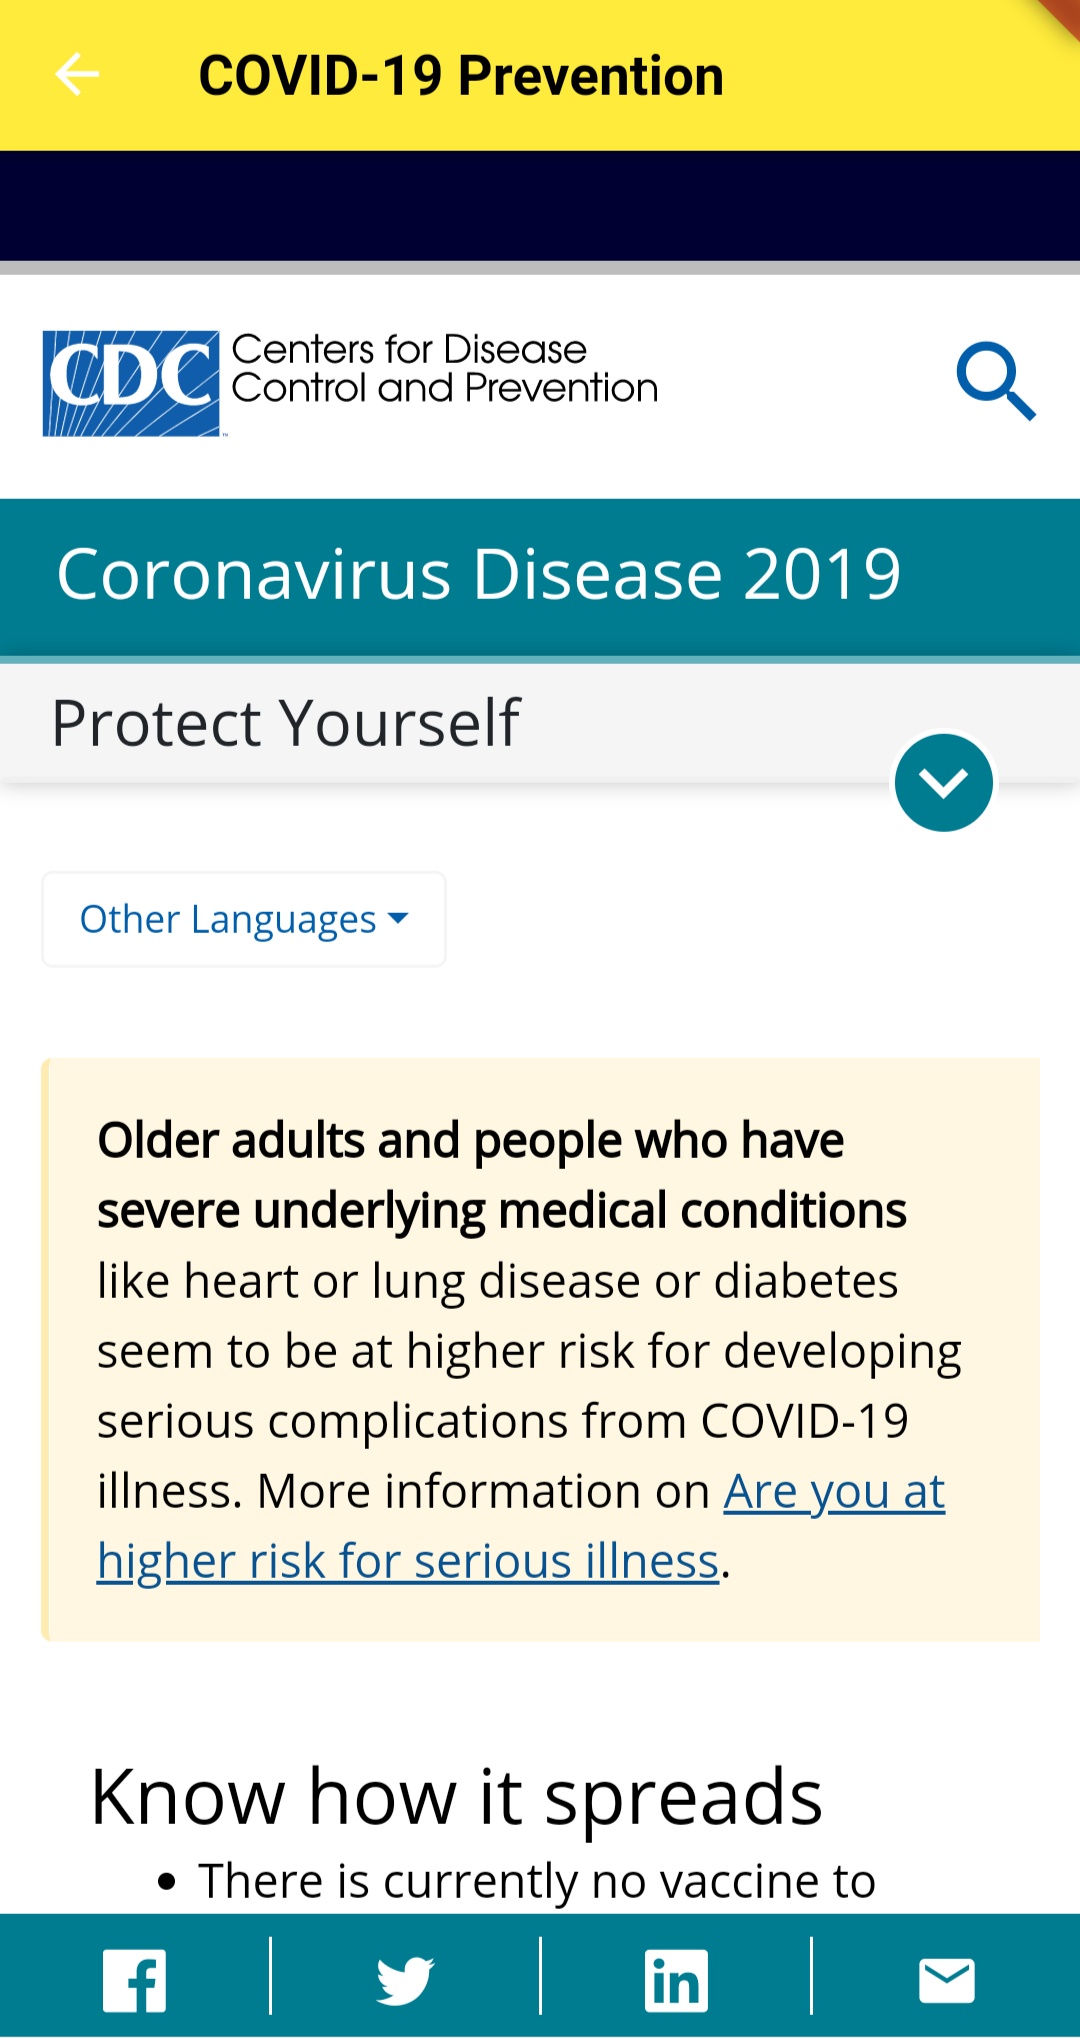 COVID-19 Prevention
CDC
Centers for Disease
Control and Prevention
Coronavirus Disease 2019
Protect Yourself
Other Languages
Older adults and people who have
severe underlying medical conditions
like heart or lung disease or diabetes
seem to be at higher risk for developing
serious complications from COVID-19
illness. More information on Are you at
higher risk for serious illness.
Know how it spreads
• There is currently no vaccine to